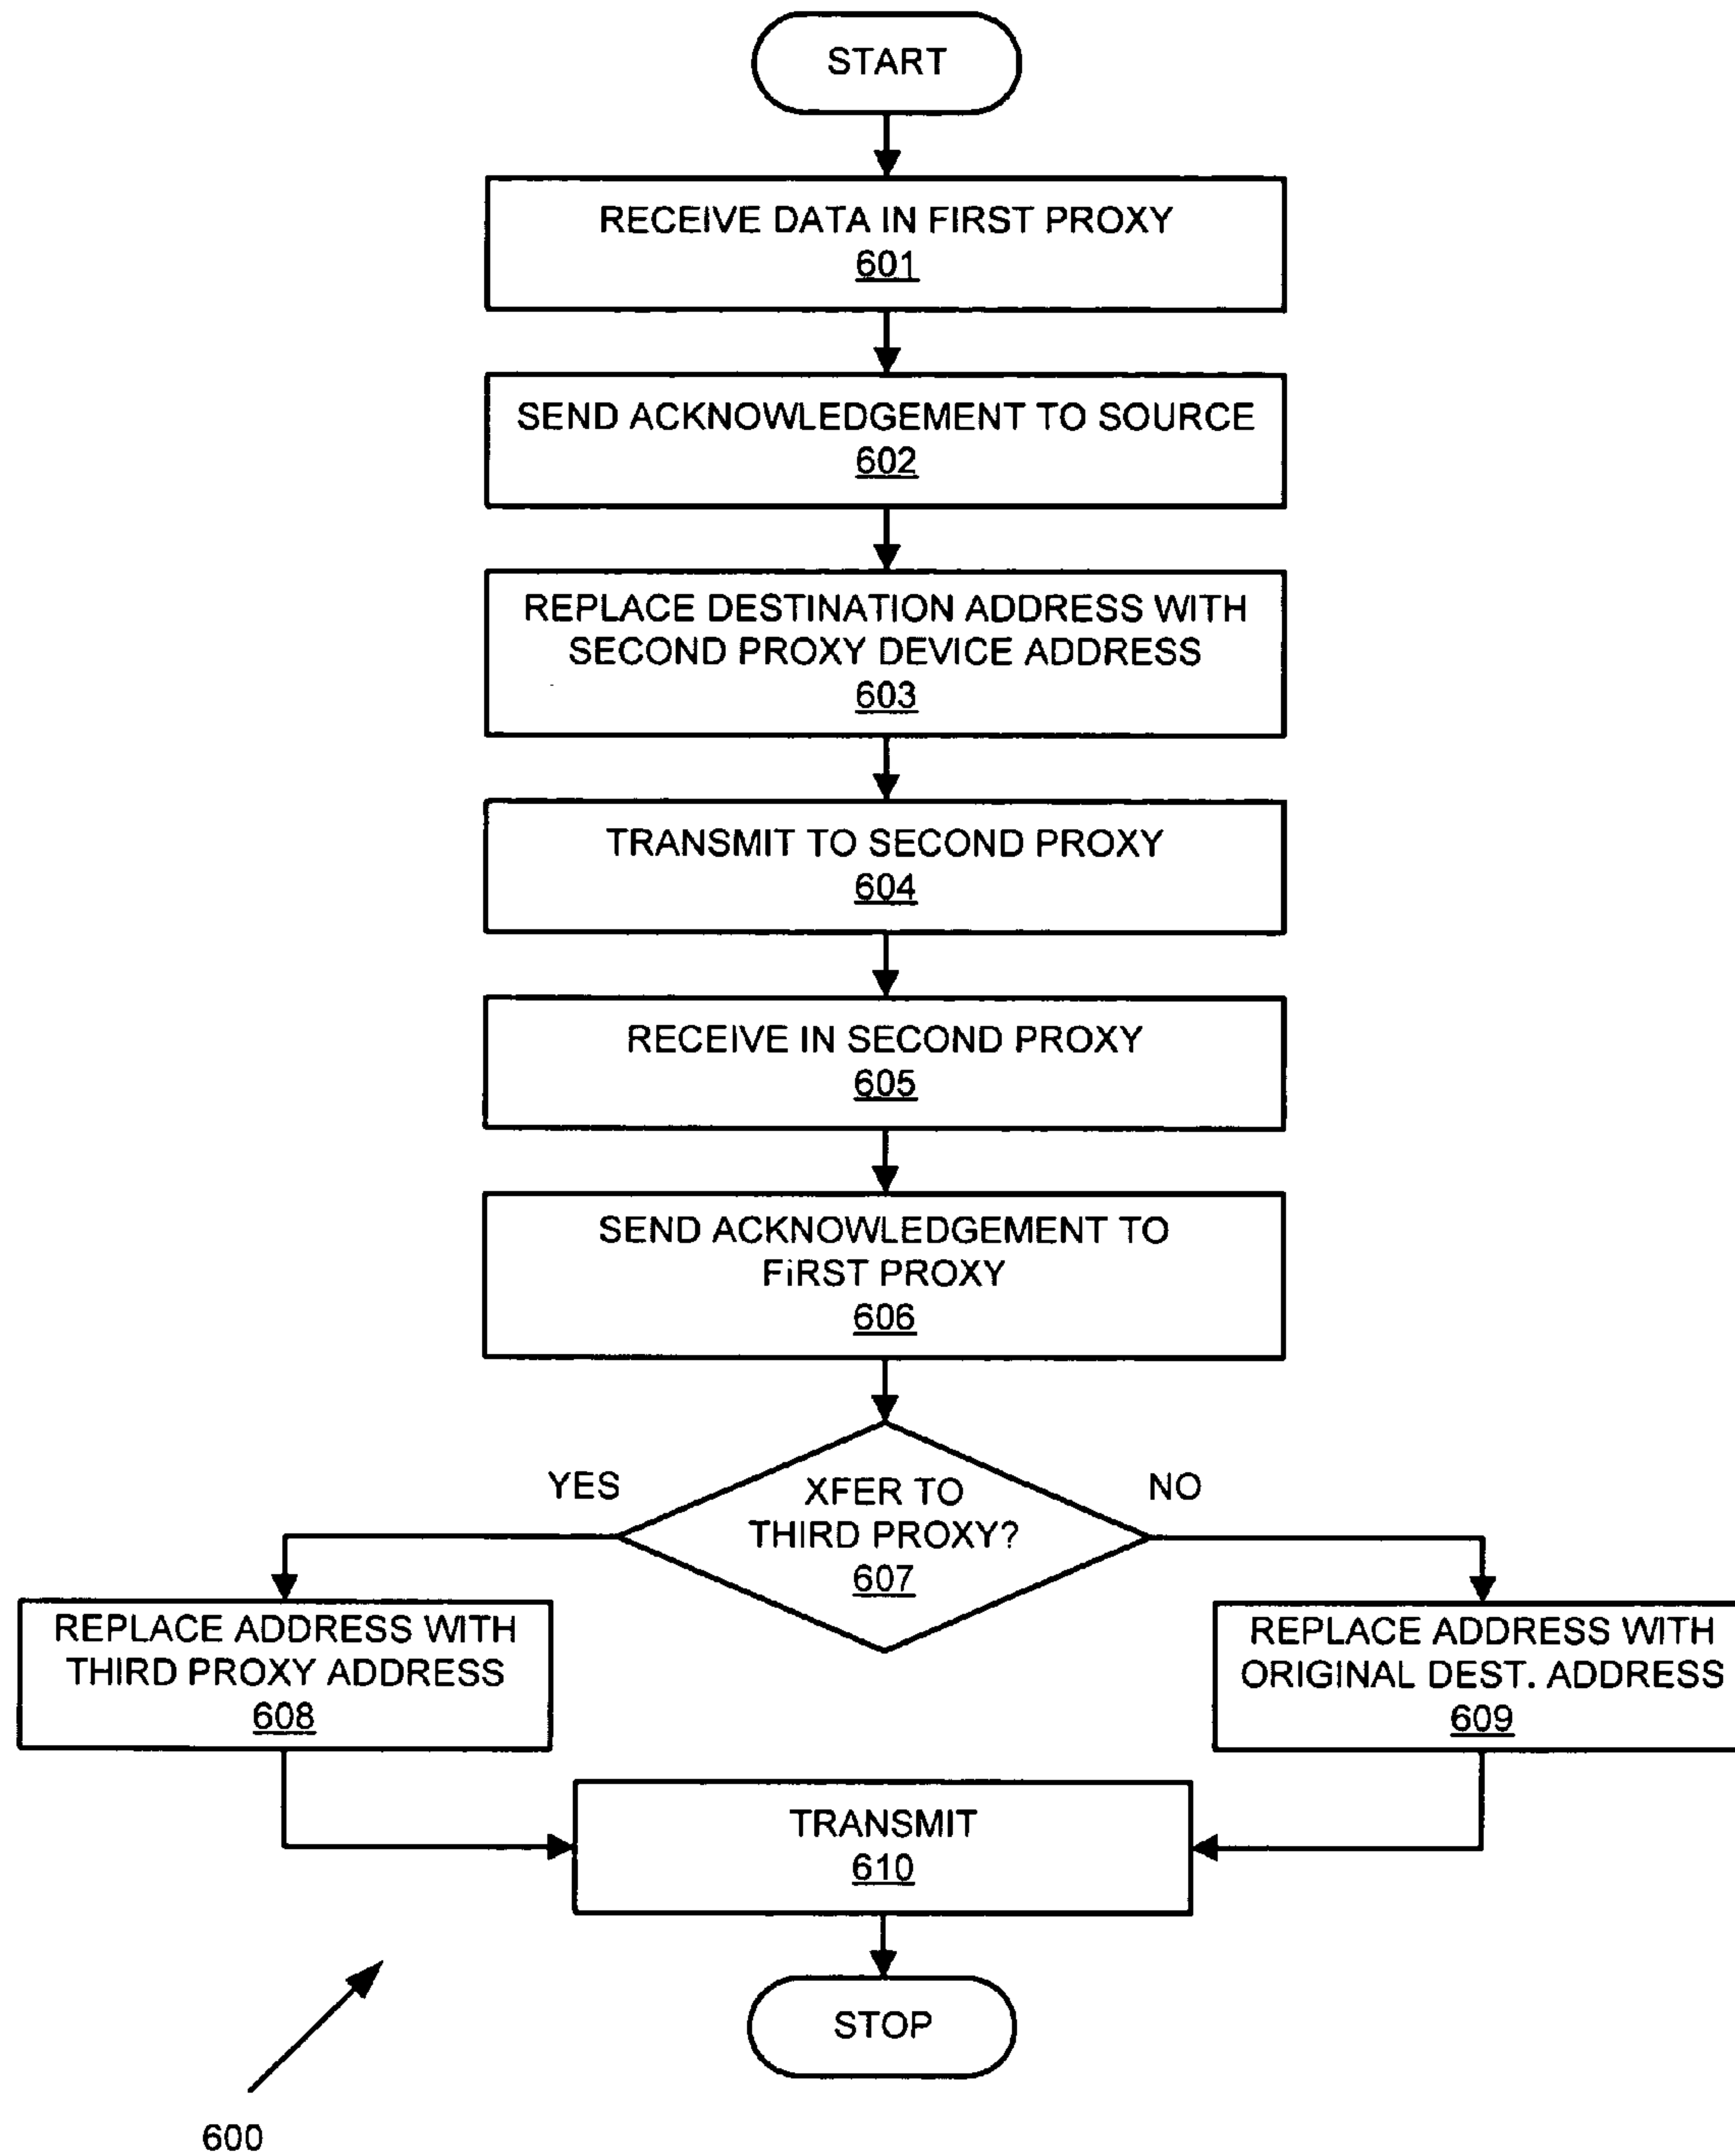 START
RECEIVE DATA IN FIRST PROXY
601
SEND ACKNOWLEDGEMENT TO SOURCE
602
REPLACE DESTINATION ADDRESS WITH
SECOND PROXY DEVICE ADDRESS
603
TRANSMIT TO SECOND PROXY
604
RECEIVE IN SECOND PROXY
605
SEND ACKNOWLEDGEMENT TO
FiRST PROXY
606
YES
XFER TO
THIRD PROXY?
607
NO
REPLACE ADDRESS WITH
THIRD PROXY ADDRESS
608
REPLACE ADDRESS WITH
ORIGINAL DEST. ADDRESS
609
TRANSMIT
610
STOP
600